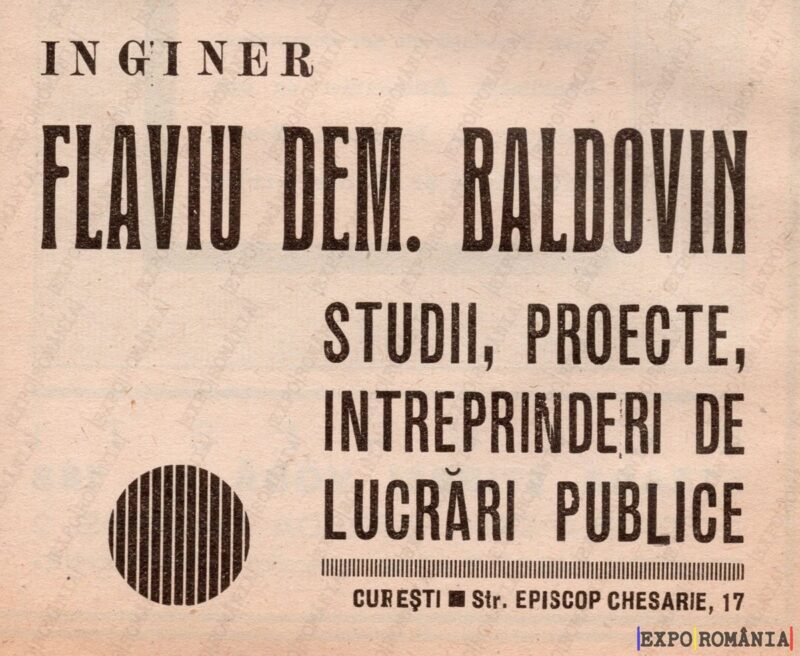 INGINER
FLAVIU DEM. BALDOVIN
STUDII, PROECTE,
INTREPRINDERI DE
LUCRĂRI PUBLICE
CUREŞTI ■ Str. EPISCOP CHESARIE, 17
EXPO ROMÂNIA